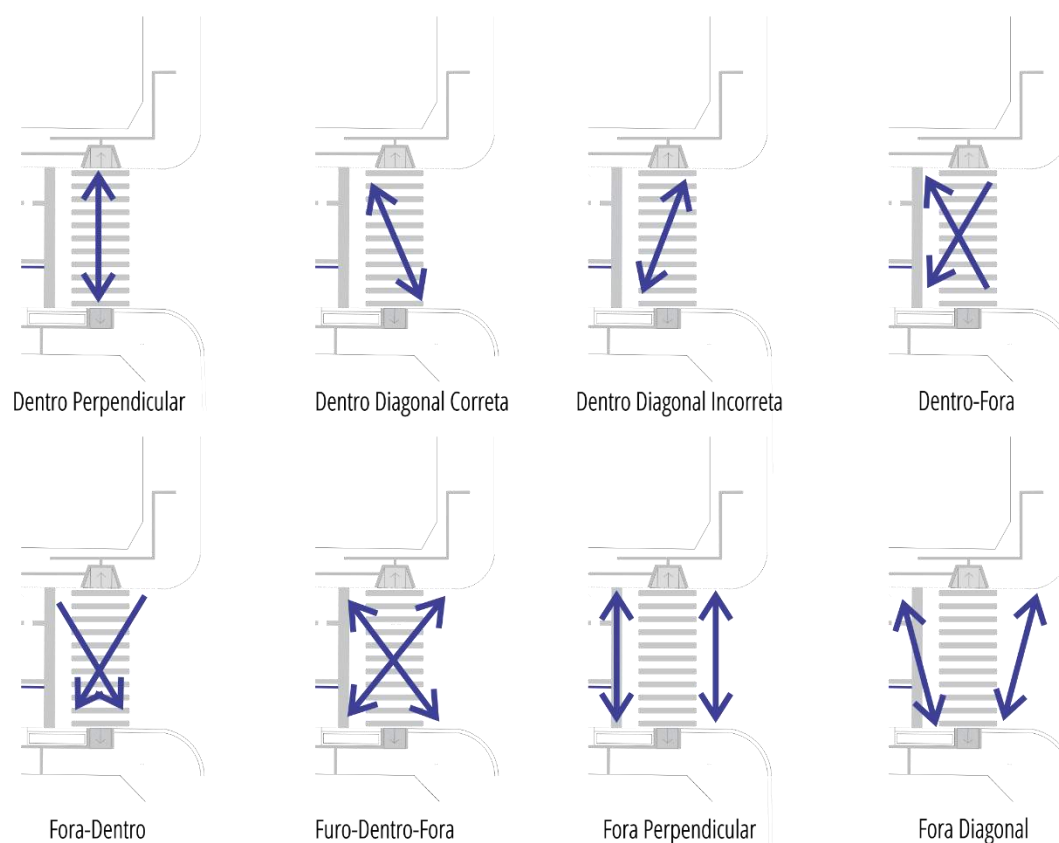 Dentro Perpendicular
Dentro Diagonal Correta
Dentro Diagonal Incorreta
Dentro-Fora
Fora-Dentro
Furo-Dentro-Fora
Fora Perpendicular
Fora Diagonal